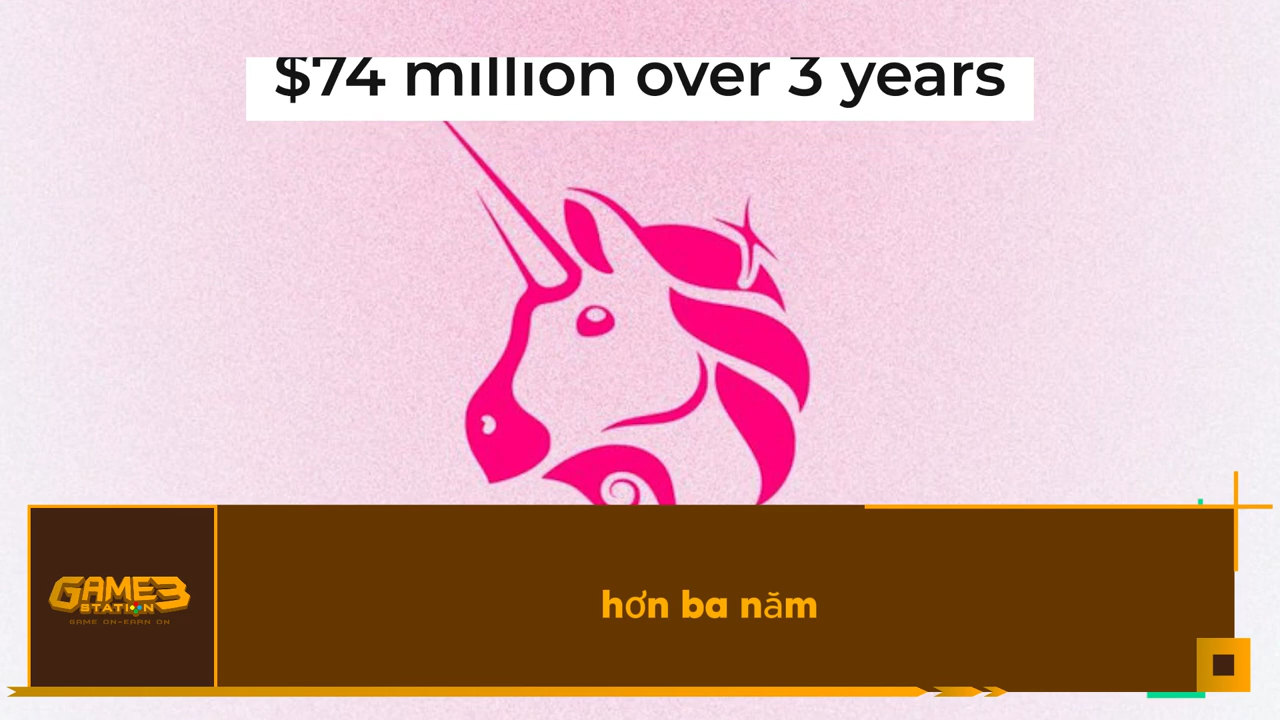 $74 million over 3 years
GAME3
STATION
GAME ON-EARN ON
hơn ba năm